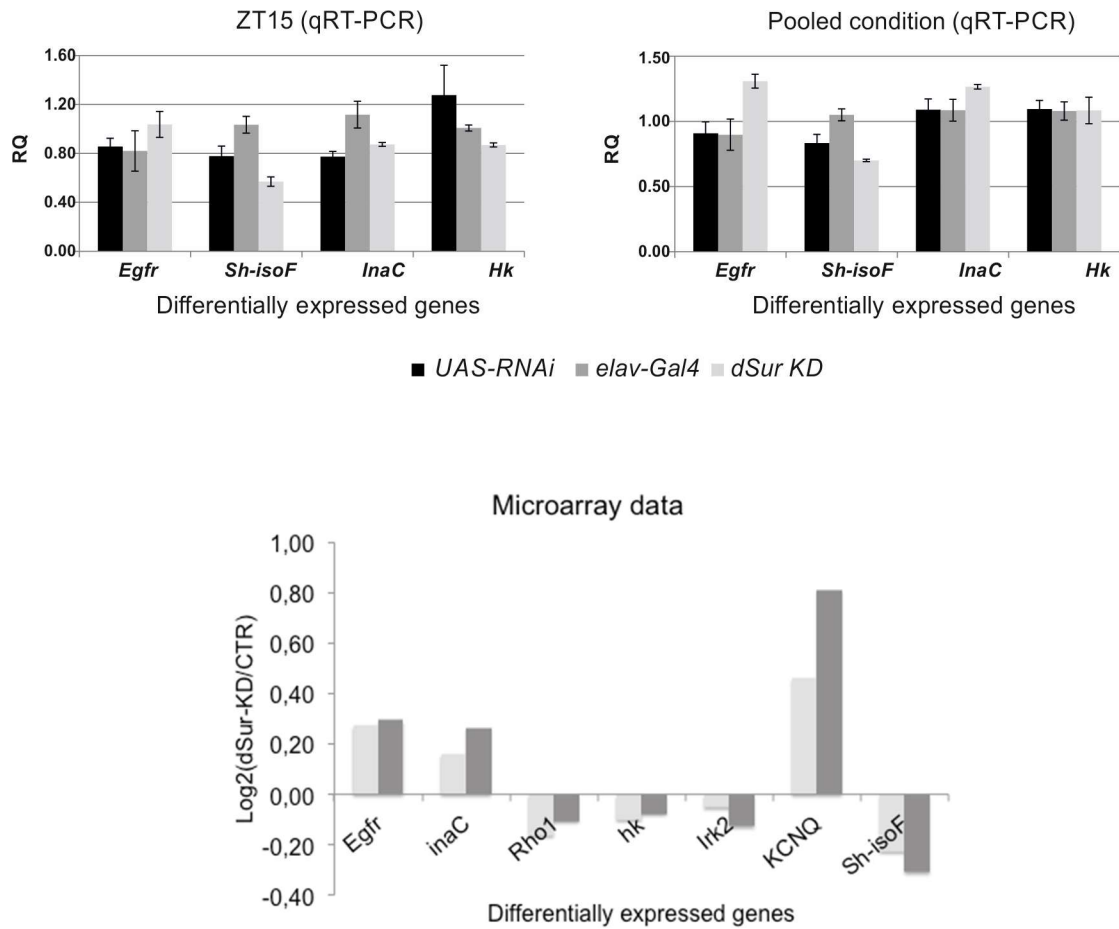 ZT15 (qRT-PCR)
1.60
1.20
0.80
0.40
0.00
RQ
Egfr Sh-isoF InaC Hk
Differentially expressed genes
Pooled condition (qRT-PCR)
1.50
1.00
0.50
0.00
RQ
Egfr Sh-isoF InaC Hk
Differentially expressed genes
UAS-RNAi elav-Gal4 dSur KD
Microarray data
1,00
0,80
0,60
0,40
0,20
0,00
-0,20
-0,40
Log2(dSur-KD/CTR)
Egfr inaC Rho1 hk Irk2 KCNQ Sh-isoF
Differentially expressed genes